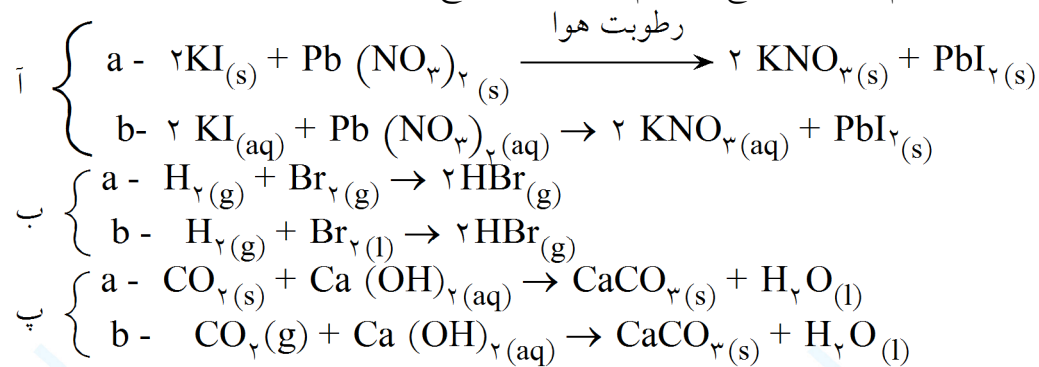 رطوبت هوا
آ
a - ۲KI(s) + Pb (NO۳)۲ (s) ⟶ ۲ KNO۳(s) + PbI۲(s)
b- ۲ KI(aq) + Pb (NO۳)۲(aq) → ۲ KNO۳(aq) + PbI۲(s)
ب
a - H۲(g) + Br۲(g) → ۲HBr(g)
b - H۲(g) + Br۲(l) → ۲HBr(g)
پ
a - CO۲(s) + Ca (OH)۲(aq) → CaCO۳(s) + H۲O(l)
b - CO۲(g) + Ca (OH)۲(aq) → CaCO۳(s) + H۲O(l)